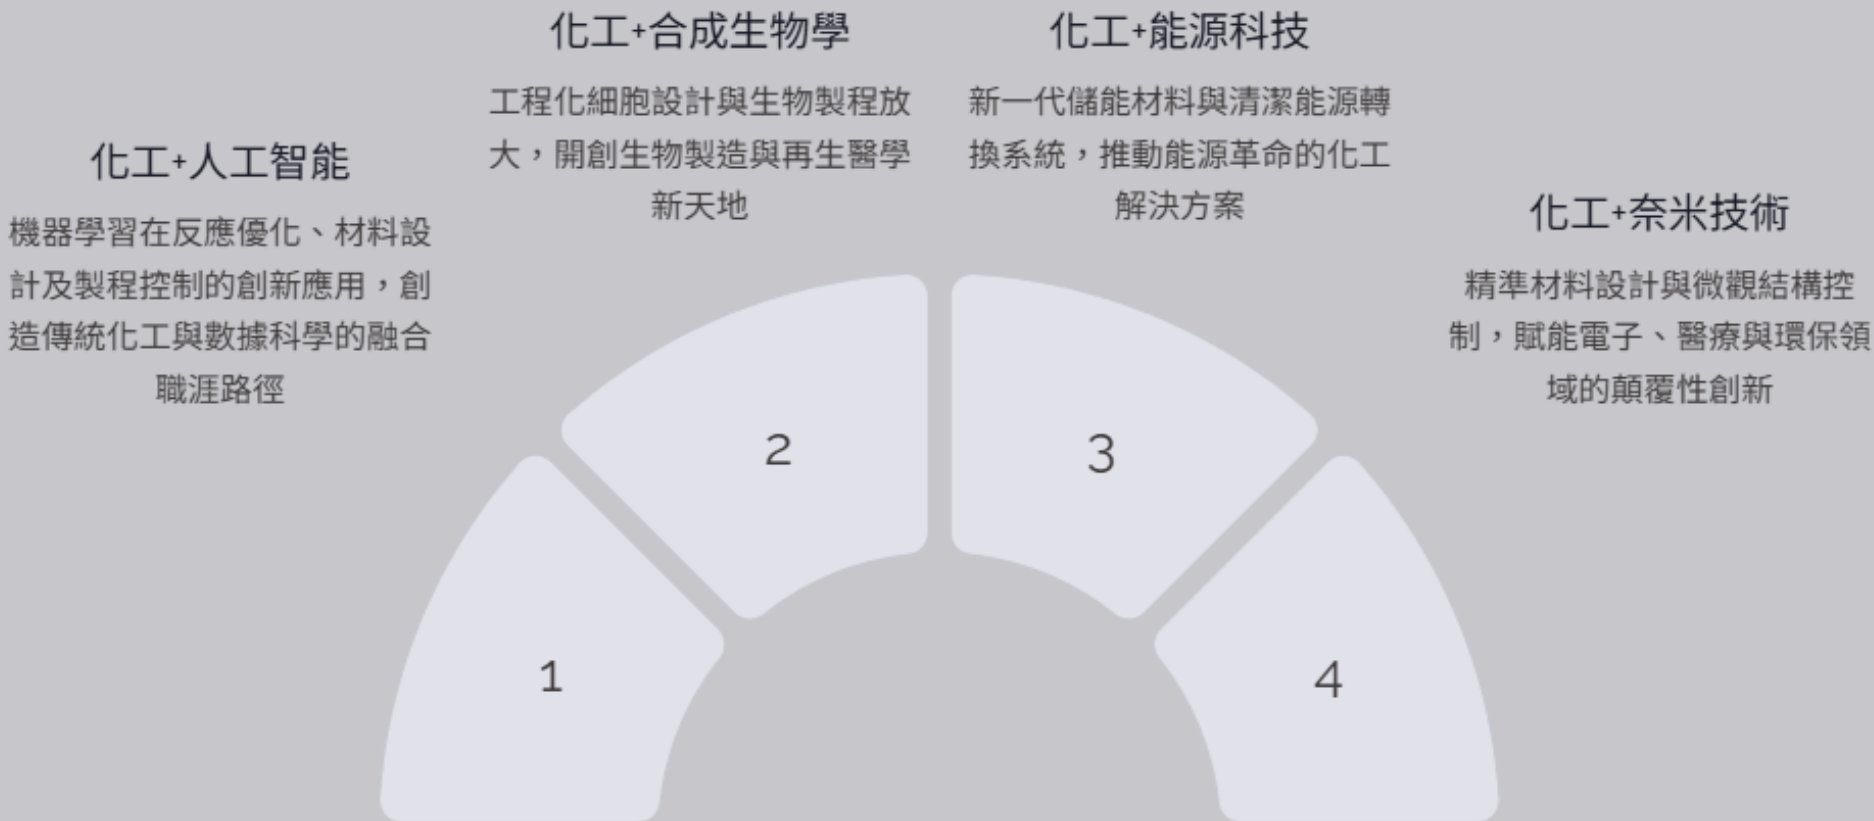 化工+人工智能
機器學習在反應優化、材料設
計及製程控制的創新應用，創
造傳統化工與數據科學的融合
職涯路徑
化工+合成生物學
工程化細胞設計與生物製程放
大，開創生物製造與再生醫學
新天地
化工+能源科技
新一代儲能材料與清潔能源轉
換系統，推動能源革命的化工
解決方案
化工+奈米技術
精準材料設計與微觀結構控
制，賦能電子、醫療與環保領
域的顛覆性創新
1
2
3
4